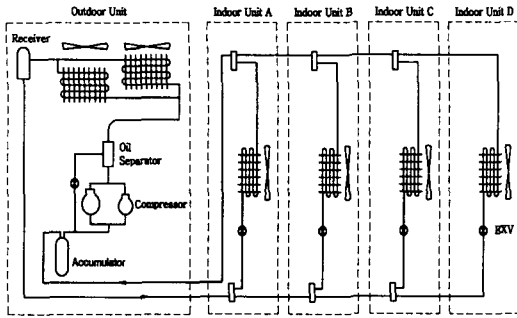 Outdoor Unit
Indoor Unit A
Indoor Unit B
Indoor Unit C
Indoor Unit D
Receiver
Oil
Separator
Compressor
EXV
Accumulator